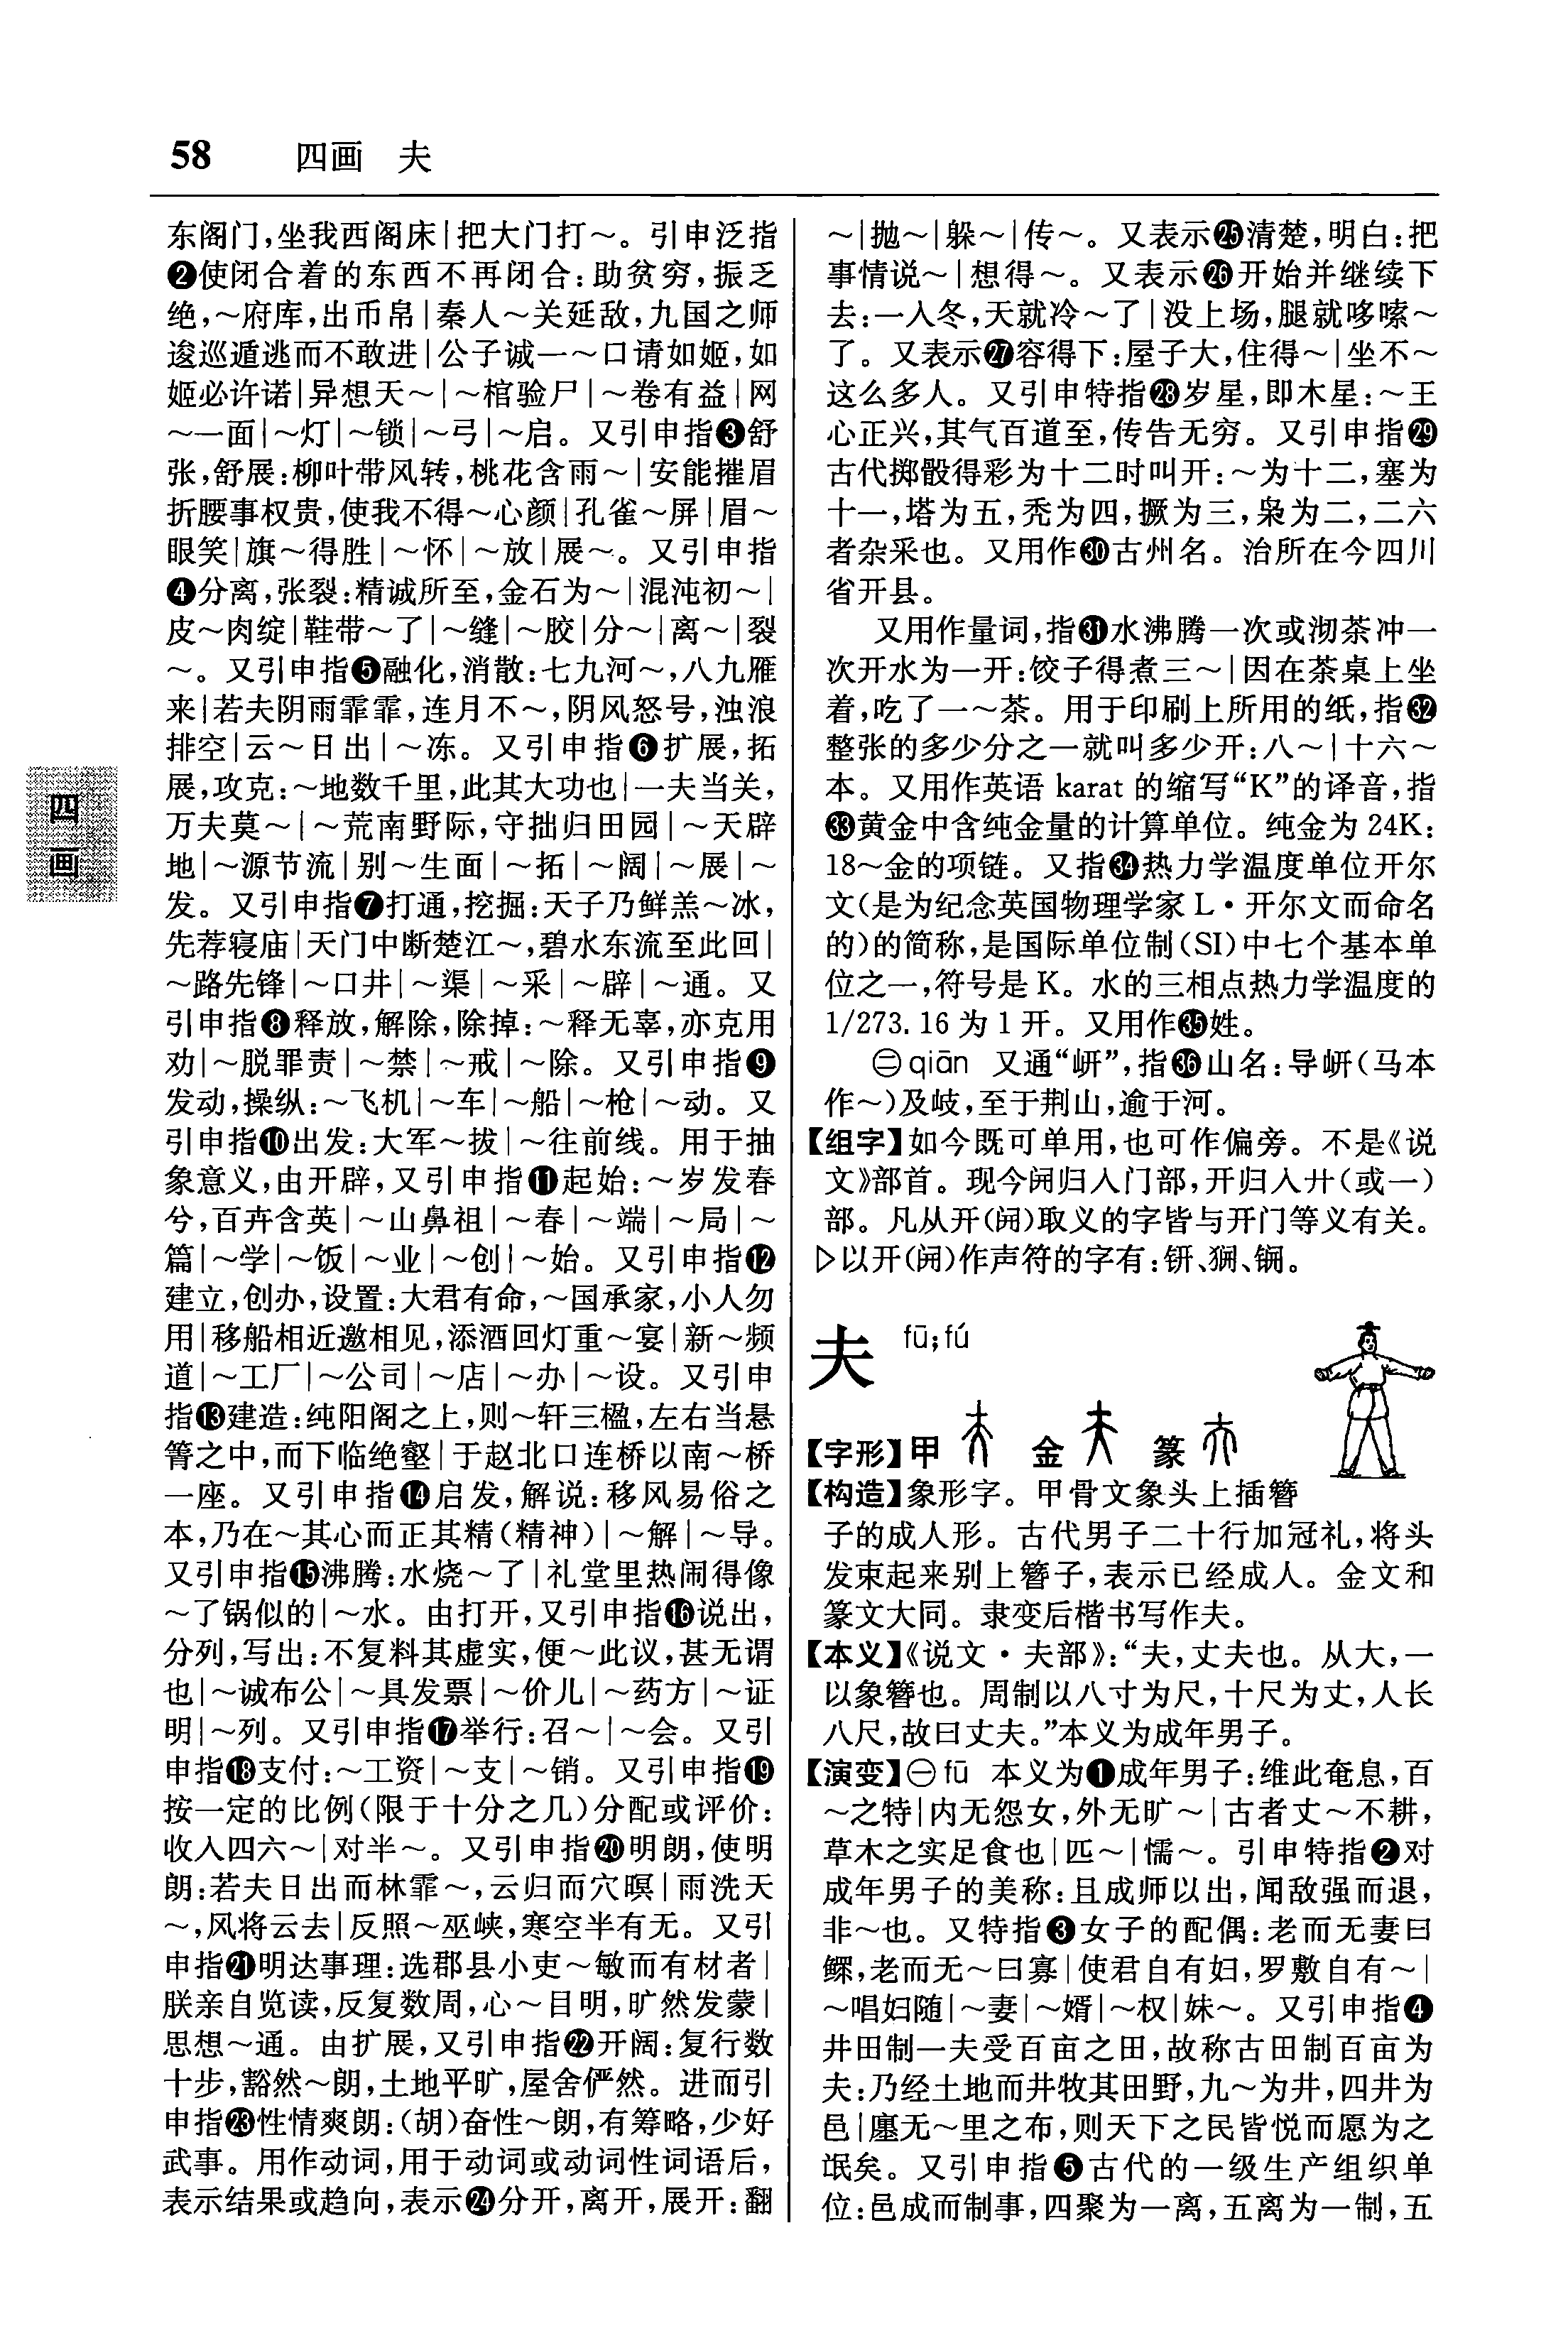 58 四画 夫
东阁门,坐我西阁床|把大门打～。引申泛指
❷使闭合着的东西不再闭合:助贫穷,振乏
绝,～府库,出币帛|秦人～关延敌,九国之师
逡巡遁逃而不敢进|公子诚一～口请如姬,如
姬必许诺|异想天～|～棺验尸|～卷有益|网
～一面|～灯|～锁|～弓|～启。又引申指❸舒
张,舒展:柳叶带风转,桃花含雨～|安能摧眉
折腰事权贵,使我不得～心颜|孔雀～屏|眉～
眼笑|旗～得胜|～怀|～放|展～。又引申指
❹分离,张裂:精诚所至,金石为～|混沌初～|
皮～肉绽|鞋带～了|～缝|～胶|分～|离～|裂
～。又引申指❺融化,消散:七九河～,八九雁
来|若夫阴雨霏霏,连月不～,阴风怒号,浊浪
排空|云～日出|～冻。又引申指❻扩展,拓
展,攻克:～地数千里,此其大功也|一夫当关,
万夫莫～|～荒南野际,守拙归田园|～天辟
地|～源节流|别～生面|～拓|～阔|～展|～
发。又引申指❼打通,挖掘:天子乃鲜羔～冰,
先荐寝庙|天门中断楚江～,碧水东流至此回|
～路先锋|～口井|～渠|～采|～辟|～通。又
引申指❽释放,解除,除掉:～释无辜,亦克用
劝|～脱罪责|～禁|～戒|～除。又引申指❾
发动,操纵:～飞机|～车|～船|～枪|～动。又
引申指❿出发:大军～拔|～往前线。用于抽
象意义,由开辟,又引申指⓫起始:～岁发春
兮,百卉含英|～山鼻祖|～春|～端|～局|～
篇|～学|～饭|～业|～创|～始。又引申指⓬
建立,创办,设置:大君有命,～国承家,小人勿
用|移船相近邀相见,添酒回灯重～宴|新～频
道|～工厂|～公司|～店|～办|～设。又引申
指⓭建造:纯阳阁之上,则～轩三楹,左右当悬
箐之中,而下临绝壑|于赵北口连桥以南～桥
一座。又引申指⓮启发,解说:移风易俗之
本,乃在～其心而正其精(精神)|～解|～导。
又引申指⓯沸腾:水烧～了|礼堂里热闹得像
～了锅似的|～水。由打开,又引申指⓰说出,
分列,写出:不复料其虚实,便～此议,甚无谓
也|～诚布公|～具发票|～价儿|～药方|～证
明|～列。又引申指⓱举行:召～|～会。又引
申指⓲支付:～工资|～支|～销。又引申指⓳
按一定的比例(限于十分之几)分配或评价:
收入四六～|对半～。又引申指⓴明朗,使明
朗:若夫日出而林霏～,云归而穴暝|雨洗天
～,风将云去|反照～巫峡,寒空半有无。又引
申指㉑明达事理:选郡县小吏～敏而有材者|
朕亲自览读,反复数周,心～目明,旷然发蒙|
思想～通。由扩展,又引申指㉒开阔:复行数
十步,豁然～朗,土地平旷,屋舍俨然。进而引
申指㉓性情爽朗:(胡)奋性～朗,有筹略,少好
武事。用作动词,用于动词或动词性词语后,
表示结果或趋向,表示㉔分开,离开,展开:翻
～|抛～|躲～|传～。又表示㉕清楚,明白:把
事情说～|想得～。又表示㉖开始并继续下
去:一入冬,天就冷～了|没上场,腿就哆嗦～
了。又表示㉗容得下:屋子大,住得～|坐不～
这么多人。又引申特指㉘岁星,即木星:～王
心正兴,其气百道至,传告无穷。又引申指㉙
古代掷骰得彩为十二时叫开:～为十二,塞为
十一,塔为五,秃为四,撅为三,枭为二,二六
者杂采也。又用作㉚古州名。治所在今四川
省开县。
又用作量词,指㉛水沸腾一次或沏茶冲一
次开水为一开:饺子得煮三～|因在茶桌上坐
着,吃了一～茶。用于印刷上所用的纸,指㉜
整张的多少分之一就叫多少开:八～|十六～
本。又用作英语 karat 的缩写“K”的译音,指
㉝黄金中含纯金量的计算单位。纯金为 24K:
18～金的项链。又指㉞热力学温度单位开尔
文(是为纪念英国物理学家 L·开尔文而命名
的)的简称,是国际单位制(SI)中七个基本单
位之一,符号是 K。水的三相点热力学温度的
1/273.16 为 1 开。又用作㉟姓。
㊁qiān 又通“岍”,指㊱山名:导岍(马本
作～)及岐,至于荆山,逾于河。
【组字】如今既可单用,也可作偏旁。不是《说
文》部首。现今闬归入门部,开归入廾(或一)
部。凡从开(闬)取义的字皆与开门等义有关。
▷以开(闬)作声符的字有:钘、𤟠、锎。
夫 fū;fú
【字形】甲 金 篆
【构造】象形字。甲骨文象头上插簪
子的成人形。古代男子二十行加冠礼,将头
发束起来别上簪子,表示已经成人。金文和
篆文大同。隶变后楷书写作夫。
【本义】《说文·夫部》:“夫,丈夫也。从大,一
以象簪也。周制以八寸为尺,十尺为丈,人长
八尺,故曰丈夫。”本义为成年男子。
【演变】㊀fū 本义为❶成年男子:维此奄息,百
～之特|内无怨女,外无旷～|古者丈～不耕,
草木之实足食也|匹～|懦～。引申特指❷对
成年男子的美称:且成师以出,闻敌强而退,
非～也。又特指❸女子的配偶:老而无妻曰
鳏,老而无～曰寡|使君自有妇,罗敷自有～|
～唱妇随|～妻|～婿|～权|妹～。又引申指❹
井田制一夫受百亩之田,故称古田制百亩为
夫:乃经土地而井牧其田野,九～为井,四井为
邑|廛无～里之布,则天下之民皆悦而愿为之
氓矣。又引申指❺古代的一级生产组织单
位:邑成而制事,四聚为一离,五离为一制,五
四画